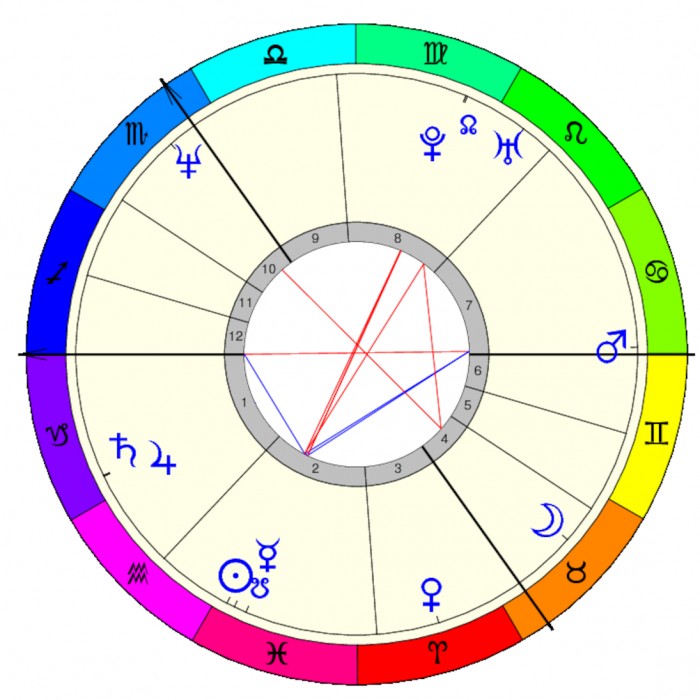 ♎ ♍
♏ ♌
♆ ♇ ☊ ♅
9 8
10 7
♐ ♋
11
12 ♂
1 6
♑ 5 ♊
♄ ♃ 4
2 3
☽
♒ ☉ ☿ ☋ ♀ ♉
♓ ♈